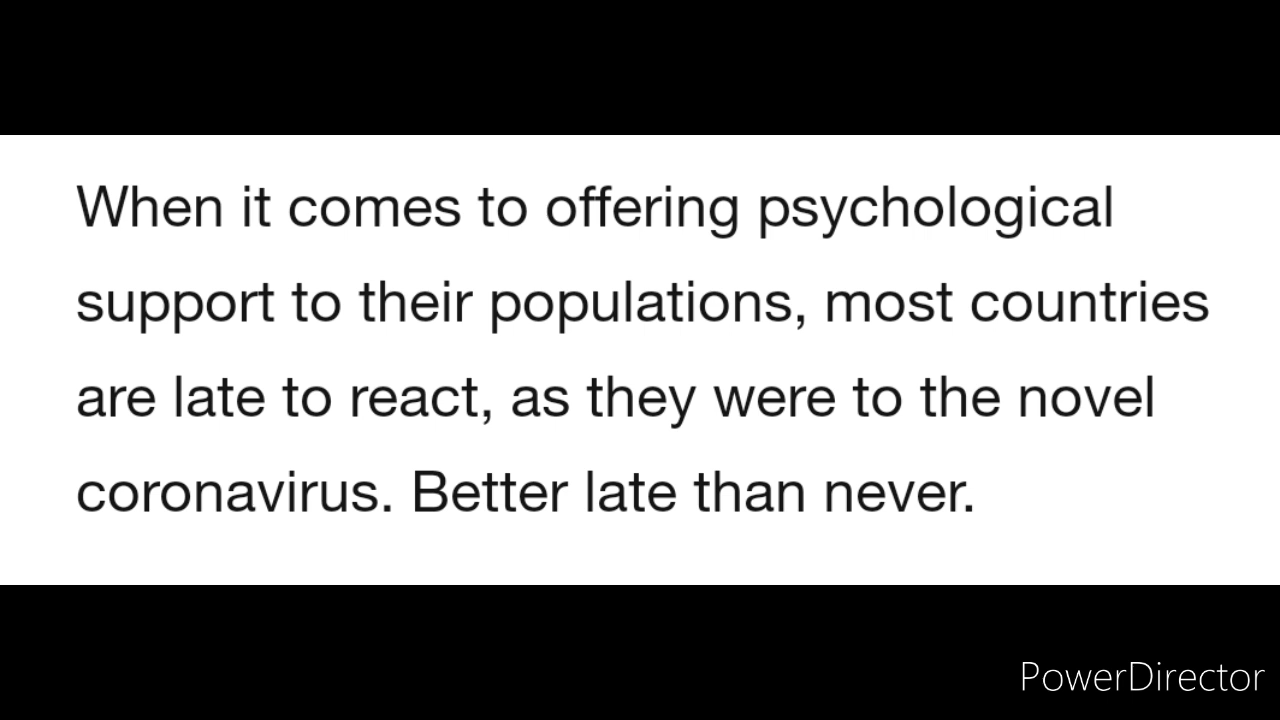 When it comes to offering psychological
support to their populations, most countries
are late to react, as they were to the novel
coronavirus. Better late than never.
PowerDirector